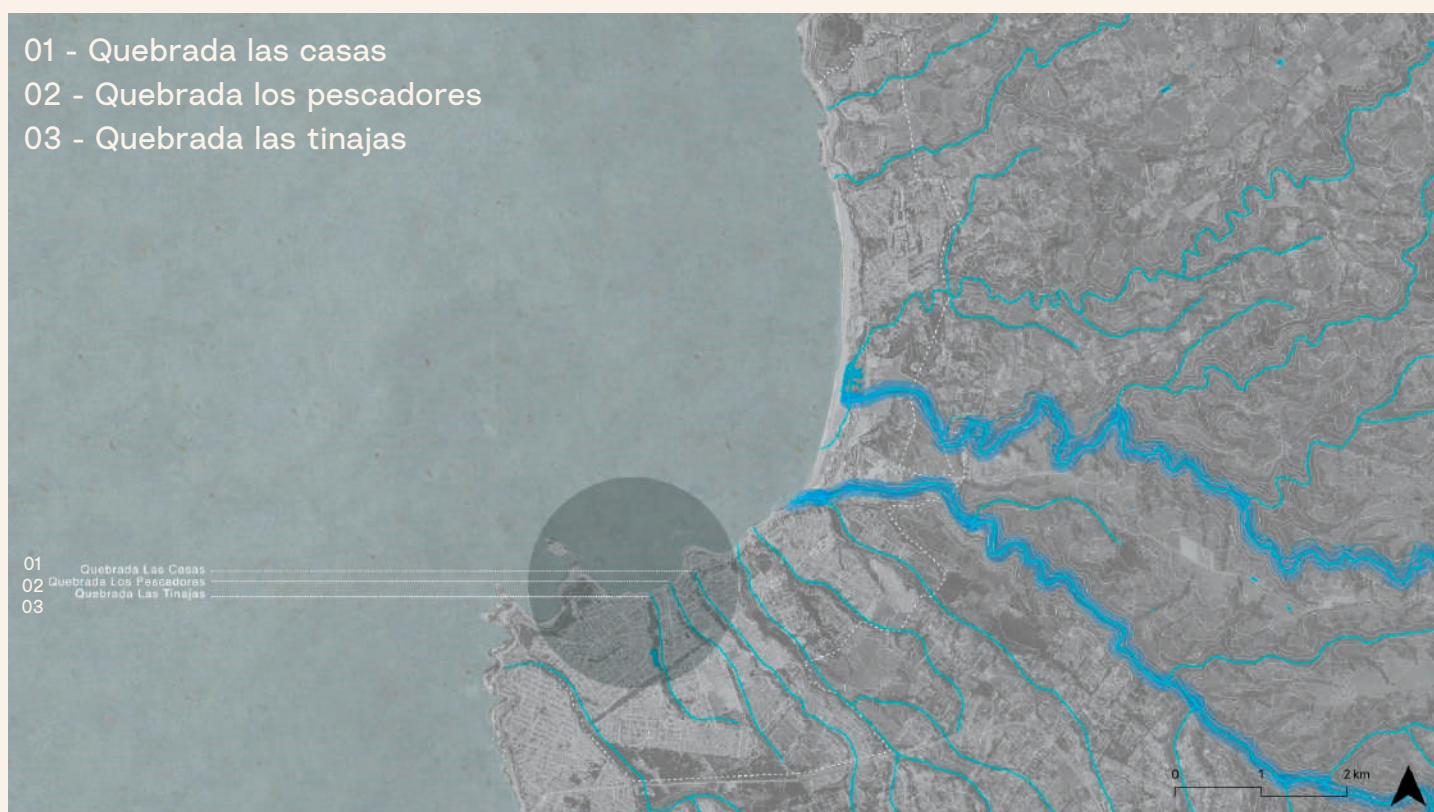 01 - Quebrada las casas
02 - Quebrada los pescadores
03 - Quebrada las tinajas
01 Quebrada Las Casas
02 Quebrada Los Pescadores
03 Quebrada Las Tinajas
0 1 2 km